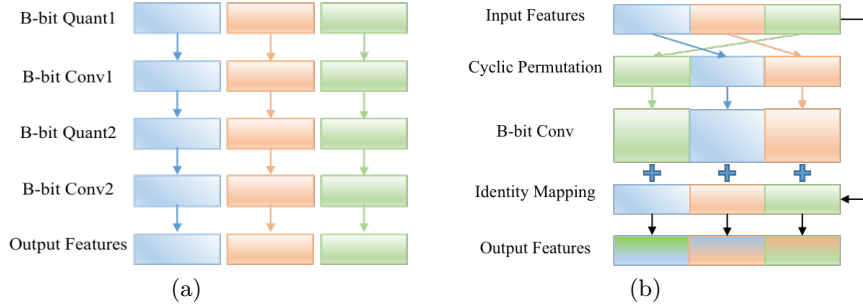 B-bit Quant1
B-bit Conv1
B-bit Quant2
B-bit Conv2
Output Features
(a)
Input Features
Cyclic Permutation
B-bit Conv
Identity Mapping
Output Features
(b)